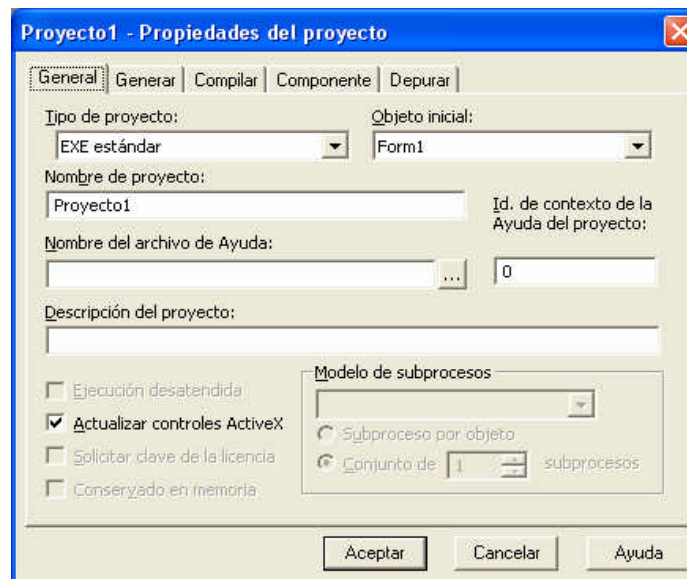 Proyecto1 - Propiedades del proyecto
General Generar Compilar Componente Depurar
Tipo de proyecto:
EXE estándar
Objeto inicial:
Form1
Nombre de proyecto:
Proyecto1
Id. de contexto de la
Ayuda del proyecto:
0
Nombre del archivo de Ayuda:
...
Descripción del proyecto:
Ejecución desatendida
Actualizar controles ActiveX
Solicitar clave de la licencia
Conservado en memoria
Modelo de subprocesos
Subproceso por objeto
Conjunto de 1 subprocesos
Aceptar Cancelar Ayuda